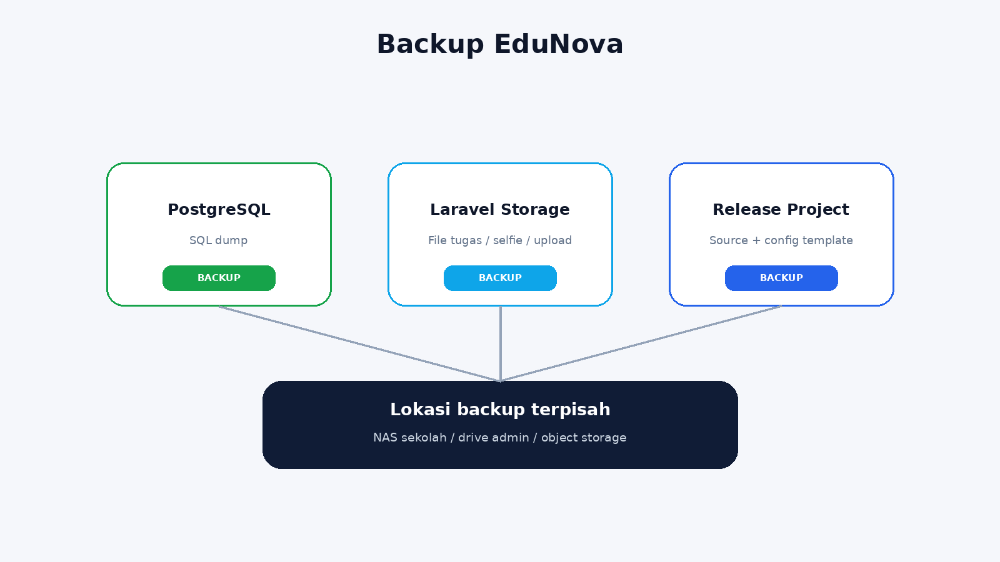 Backup EduNova
PostgreSQL
SQL dump
BACKUP
Laravel Storage
File tugas / selfie / upload
BACKUP
Release Project
Source + config template
BACKUP
Lokasi backup terpisah
NAS sekolah / drive admin / object storage